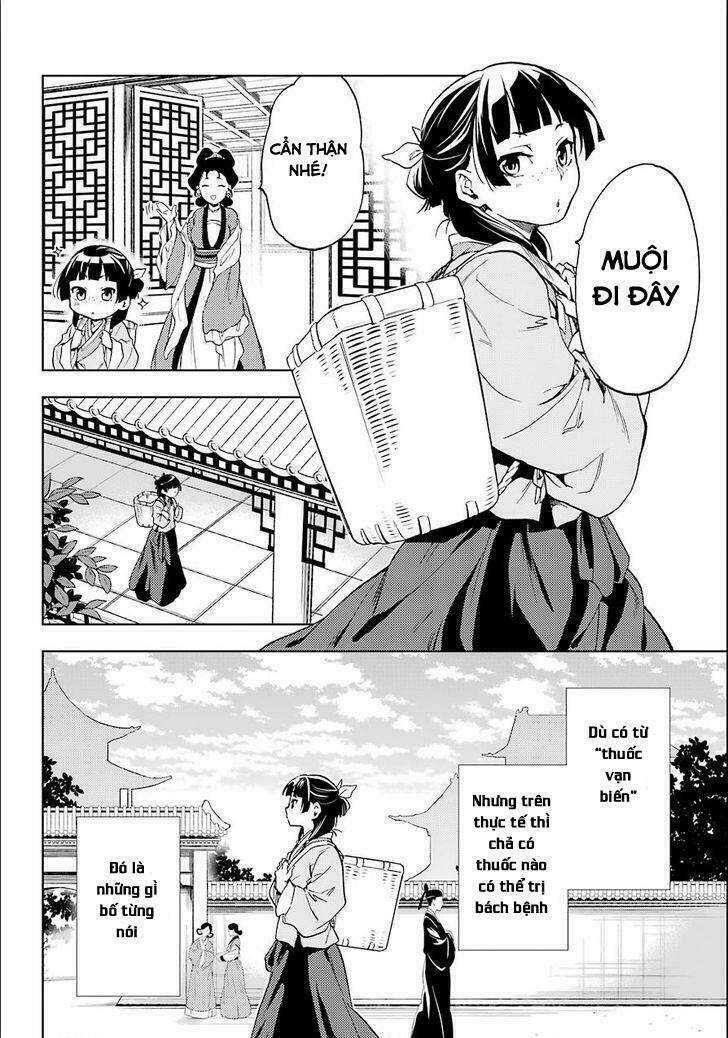 MUỘI
ĐI ĐÂY
CẨN THẬN
NHÉ!
Dù có từ
"thuốc
vạn
biến"
Nhưng trên
thực tế thì
chả có
thuốc nào
có thể trị
bách bệnh
Đó là
những gì
bố từng
nói